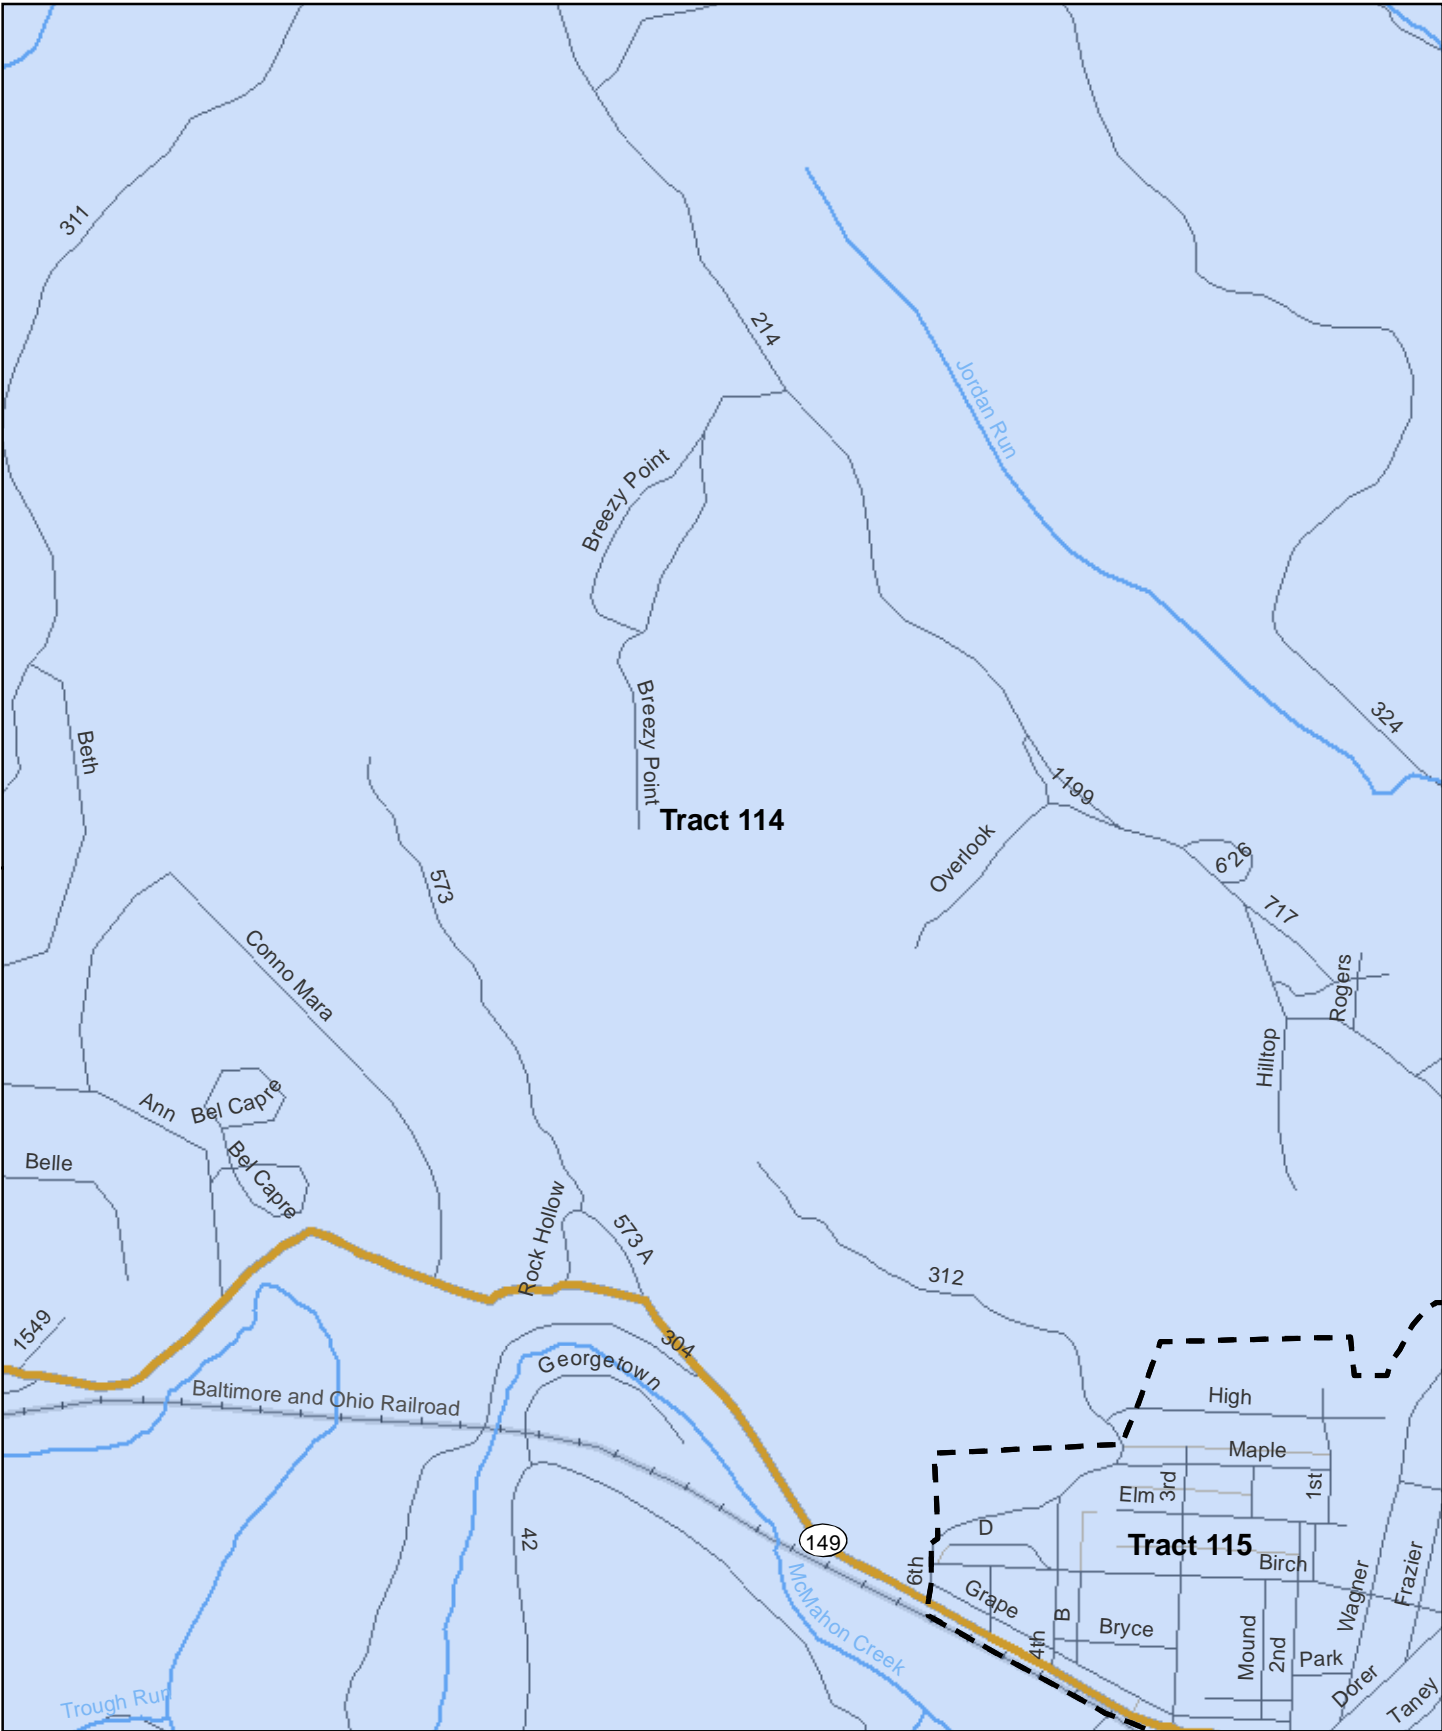 311
214
Jordan Run
Breezy Point
Breezy Point
324
Beth
1199
Tract 114
Overlook
626
573
717
Conno Mara
Rogers
Hilltop
Ann
Bel Capre
Belle
Bel Capre
Rock Hollow
573 A
312
1549
304
Georgetown
Baltimore and Ohio Railroad
High
Maple
3rd
1st
Elm
D
42
149
Tract 115
6th
Birch
Grape
B
Wagner
Frazier
McMahon Creek
Bryce
4th
Mound
2nd
Park
Dorer
Taney
Trough Run